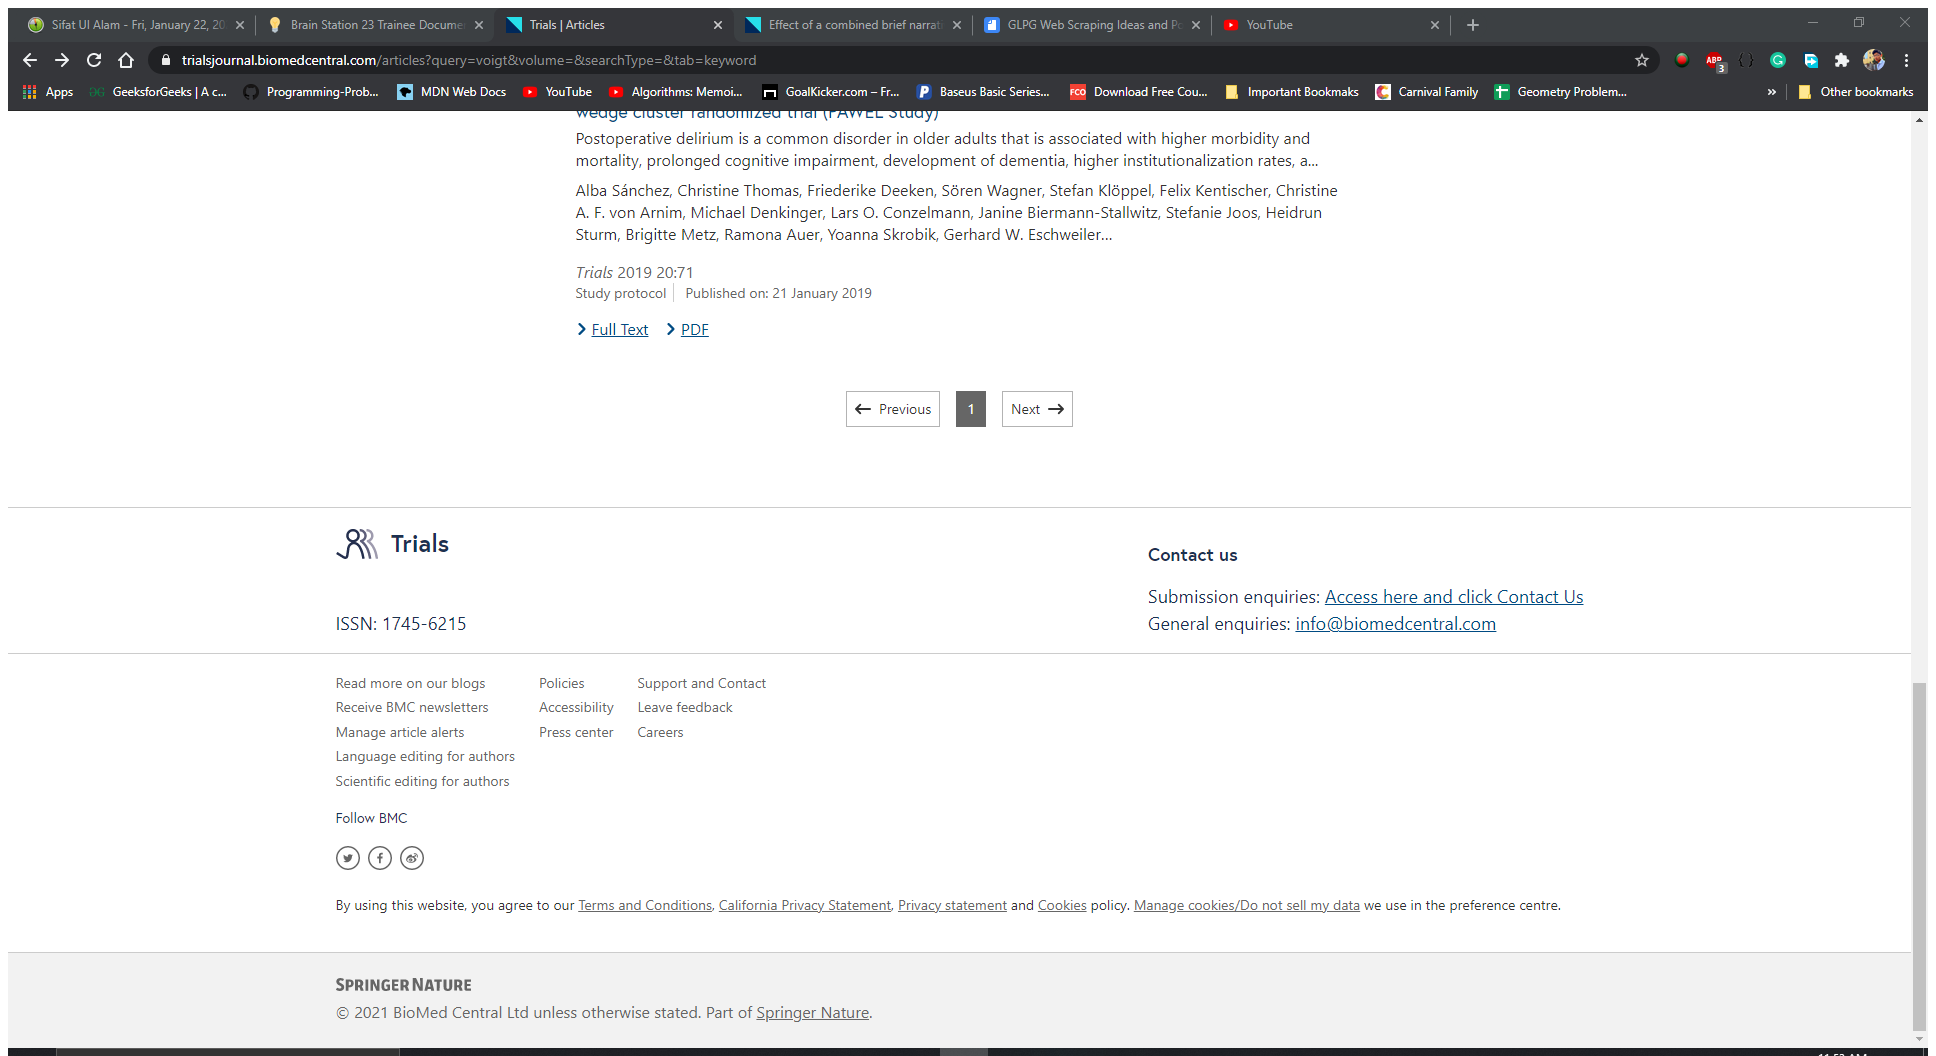 Sifat Ul Alam - Fri, January 22, 20
Brain Station 23 Trainee Docume
Trials | Articles
Effect of a combined brief narrati
GLPG Web Scraping Ideas and Po
YouTube
trialsjournal.biomedcentral.com/articles?query=voigt&volume=&searchType=&tab=keyword
ABP
3
Apps
GeeksforGeeks | A c...
Programming-Prob...
MDN Web Docs
YouTube
Algorithms: Memoi...
GoalKicker.com – Fr...
Baseus Basic Series...
FCO
Download Free Cou...
Important Bookmaks
Carnival Family
Geometry Problem...
»
Other bookmarks
wedge cluster randomized trial (PAWEL Study)
Postoperative delirium is a common disorder in older adults that is associated with higher morbidity and
mortality, prolonged cognitive impairment, development of dementia, higher institutionalization rates, a...
Alba Sánchez, Christine Thomas, Friederike Deeken, Sören Wagner, Stefan Klöppel, Felix Kentischer, Christine
A. F. von Arnim, Michael Denkinger, Lars O. Conzelmann, Janine Biermann-Stallwitz, Stefanie Joos, Heidrun
Sturm, Brigitte Metz, Ramona Auer, Yoanna Skrobik, Gerhard W. Eschweiler...
Trials 2019 20:71
Study protocol
Published on: 21 January 2019
Full Text
PDF
Previous
1
Next
Trials
ISSN: 1745-6215
Contact us
Submission enquiries: Access here and click Contact Us
General enquiries: info@biomedcentral.com
Read more on our blogs
Receive BMC newsletters
Manage article alerts
Language editing for authors
Scientific editing for authors
Policies
Accessibility
Press center
Support and Contact
Leave feedback
Careers
Follow BMC
By using this website, you agree to our Terms and Conditions, California Privacy Statement, Privacy statement and Cookies policy. Manage cookies/Do not sell my data we use in the preference centre.
SPRINGER NATURE
© 2021 BioMed Central Ltd unless otherwise stated. Part of Springer Nature.